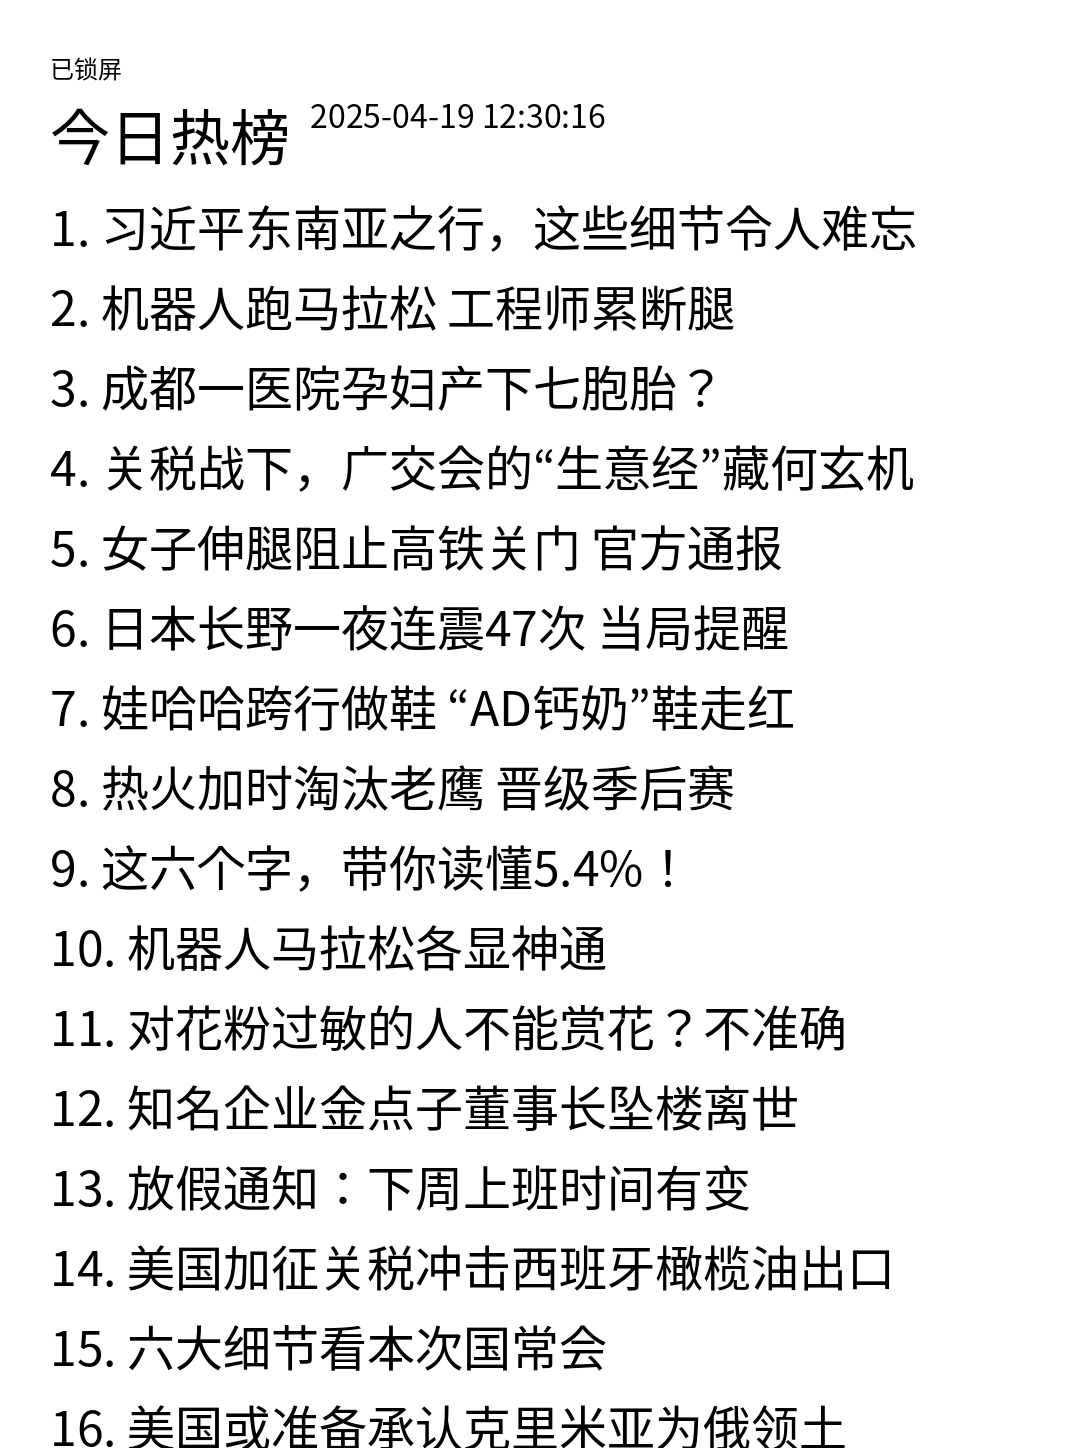 已锁屏
今日热榜 2025-04-19 12:30:16
1. 习近平东南亚之行，这些细节令人难忘
2. 机器人跑马拉松 工程师累断腿
3. 成都一医院孕妇产下七胞胎？
4. 关税战下，广交会的“生意经”藏何玄机
5. 女子伸腿阻止高铁关门 官方通报
6. 日本长野一夜连震47次 当局提醒
7. 娃哈哈跨行做鞋 “AD钙奶”鞋走红
8. 热火加时淘汰老鹰 晋级季后赛
9. 这六个字，带你读懂5.4%！
10. 机器人马拉松各显神通
11. 对花粉过敏的人不能赏花？不准确
12. 知名企业金点子董事长坠楼离世
13. 放假通知：下周上班时间有变
14. 美国加征关税冲击西班牙橄榄油出口
15. 六大细节看本次国常会
16. 美国或准备承认克里米亚为俄领土